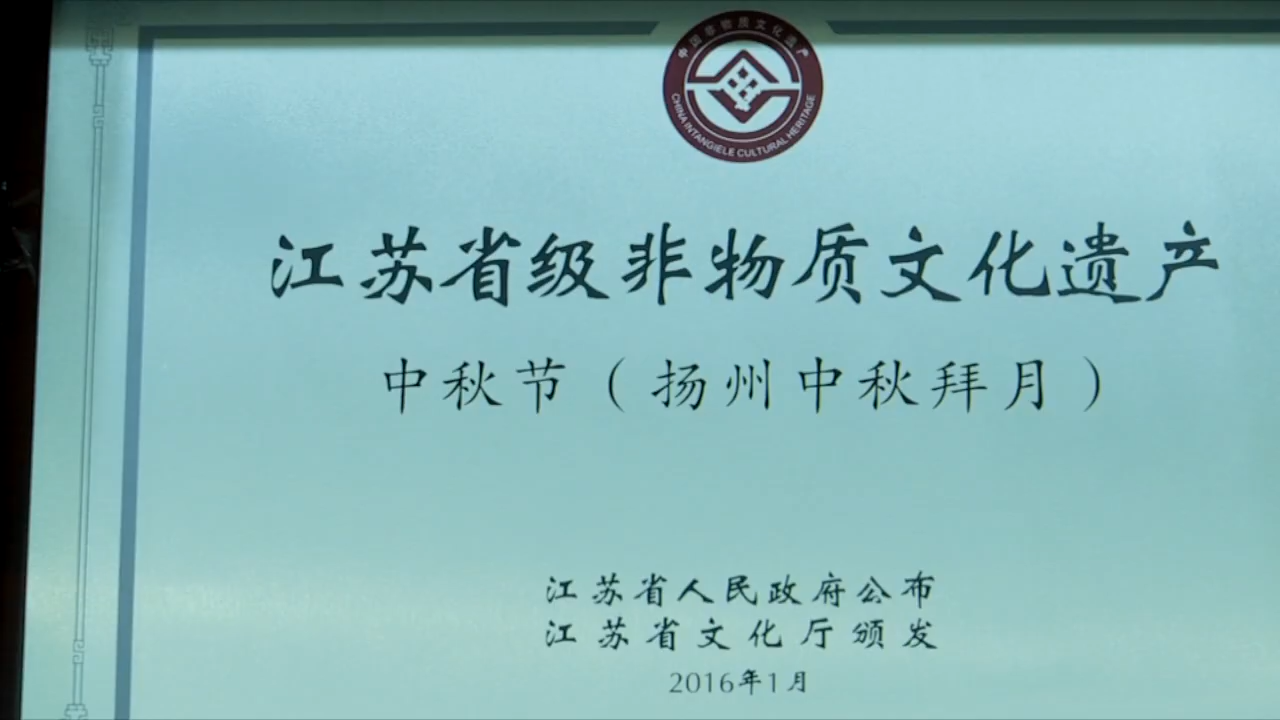 中国非物质文化遗产
CHINA INTANGIELE CULTURAL HERITAGE
江苏省级非物质文化遗产
中秋节（扬州中秋拜月）
江苏省人民政府公布
江苏省文化厅颁发
2016年1月